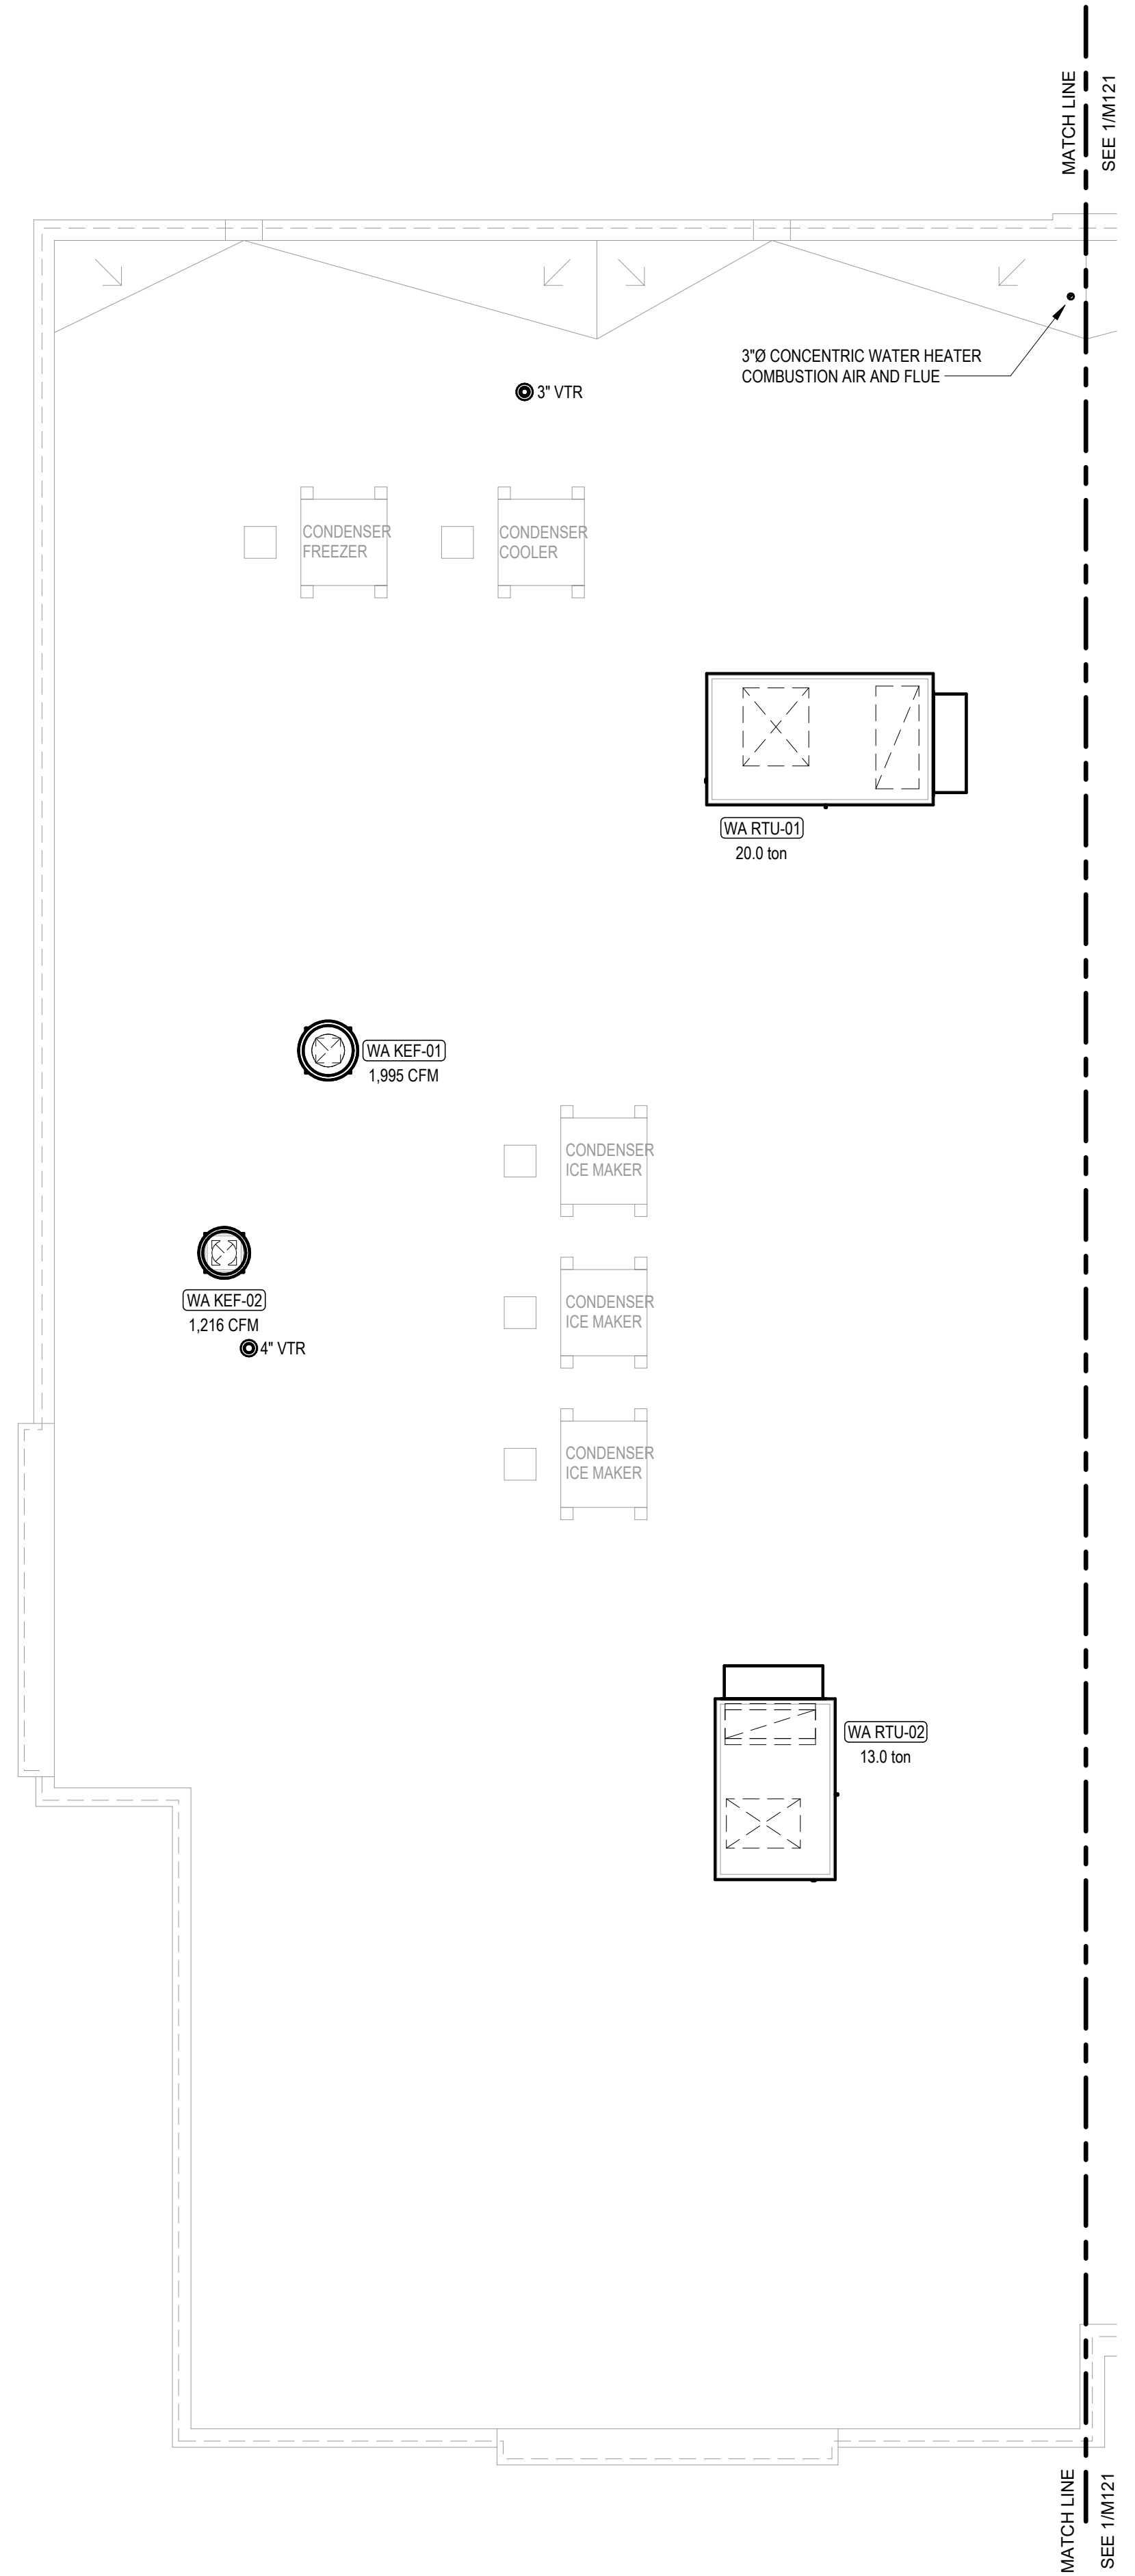 MATCH LINE
SEE 1/M121
3"Ø CONCENTRIC WATER HEATER
COMBUSTION AIR AND FLUE
3" VTR
CONDENSER
FREEZER
CONDENSER
COOLER
WA RTU-01
20.0 ton
WA KEF-01
1,995 CFM
CONDENSER
ICE MAKER
WA KEF-02
1,216 CFM
4" VTR
CONDENSER
ICE MAKER
CONDENSER
ICE MAKER
WA RTU-02
13.0 ton
MATCH LINE
SEE 1/M121